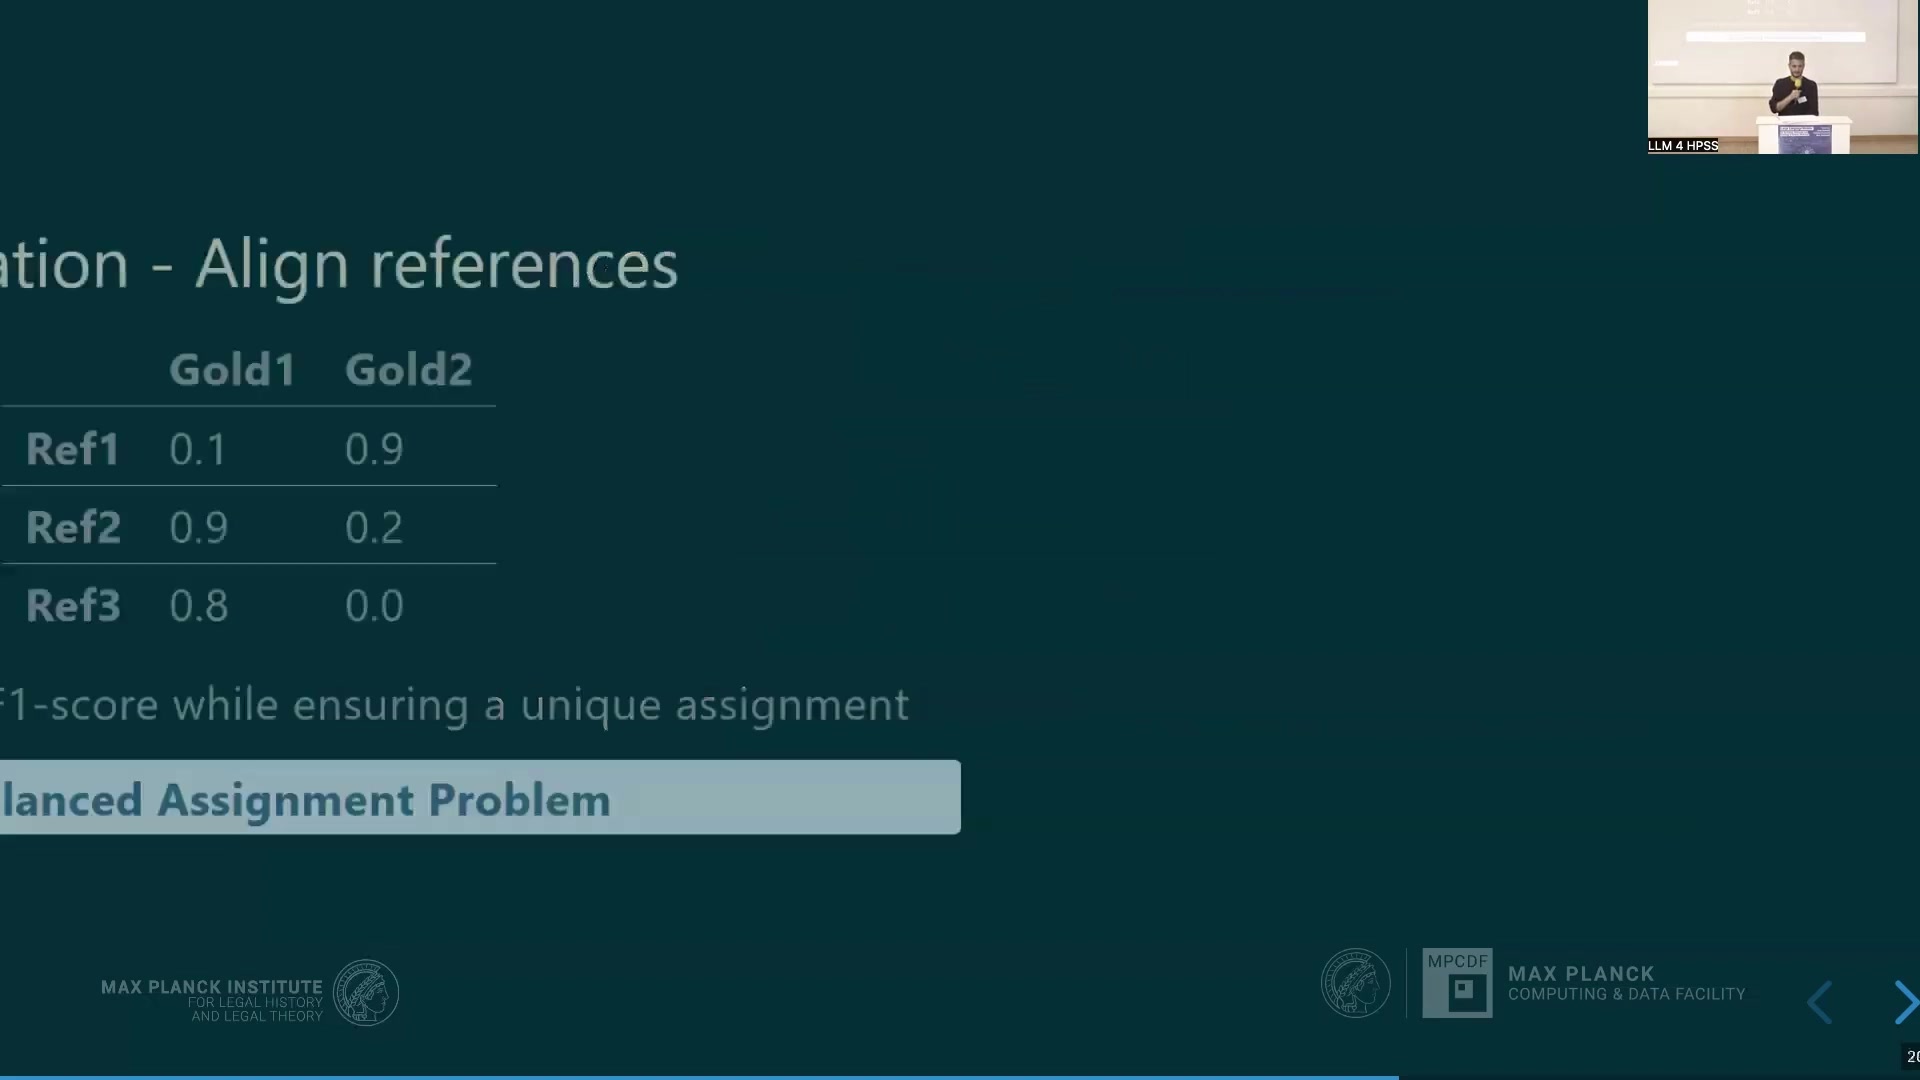 LLM 4 HPSS
ation - Align references
Gold1 Gold2
Ref1 0.1 0.9
Ref2 0.9 0.2
Ref3 0.8 0.0
F1-score while ensuring a unique assignment
lanced Assignment Problem
MAX PLANCK INSTITUTE
FOR LEGAL HISTORY
AND LEGAL THEORY
MPCDF
MAX PLANCK
COMPUTING & DATA FACILITY
20